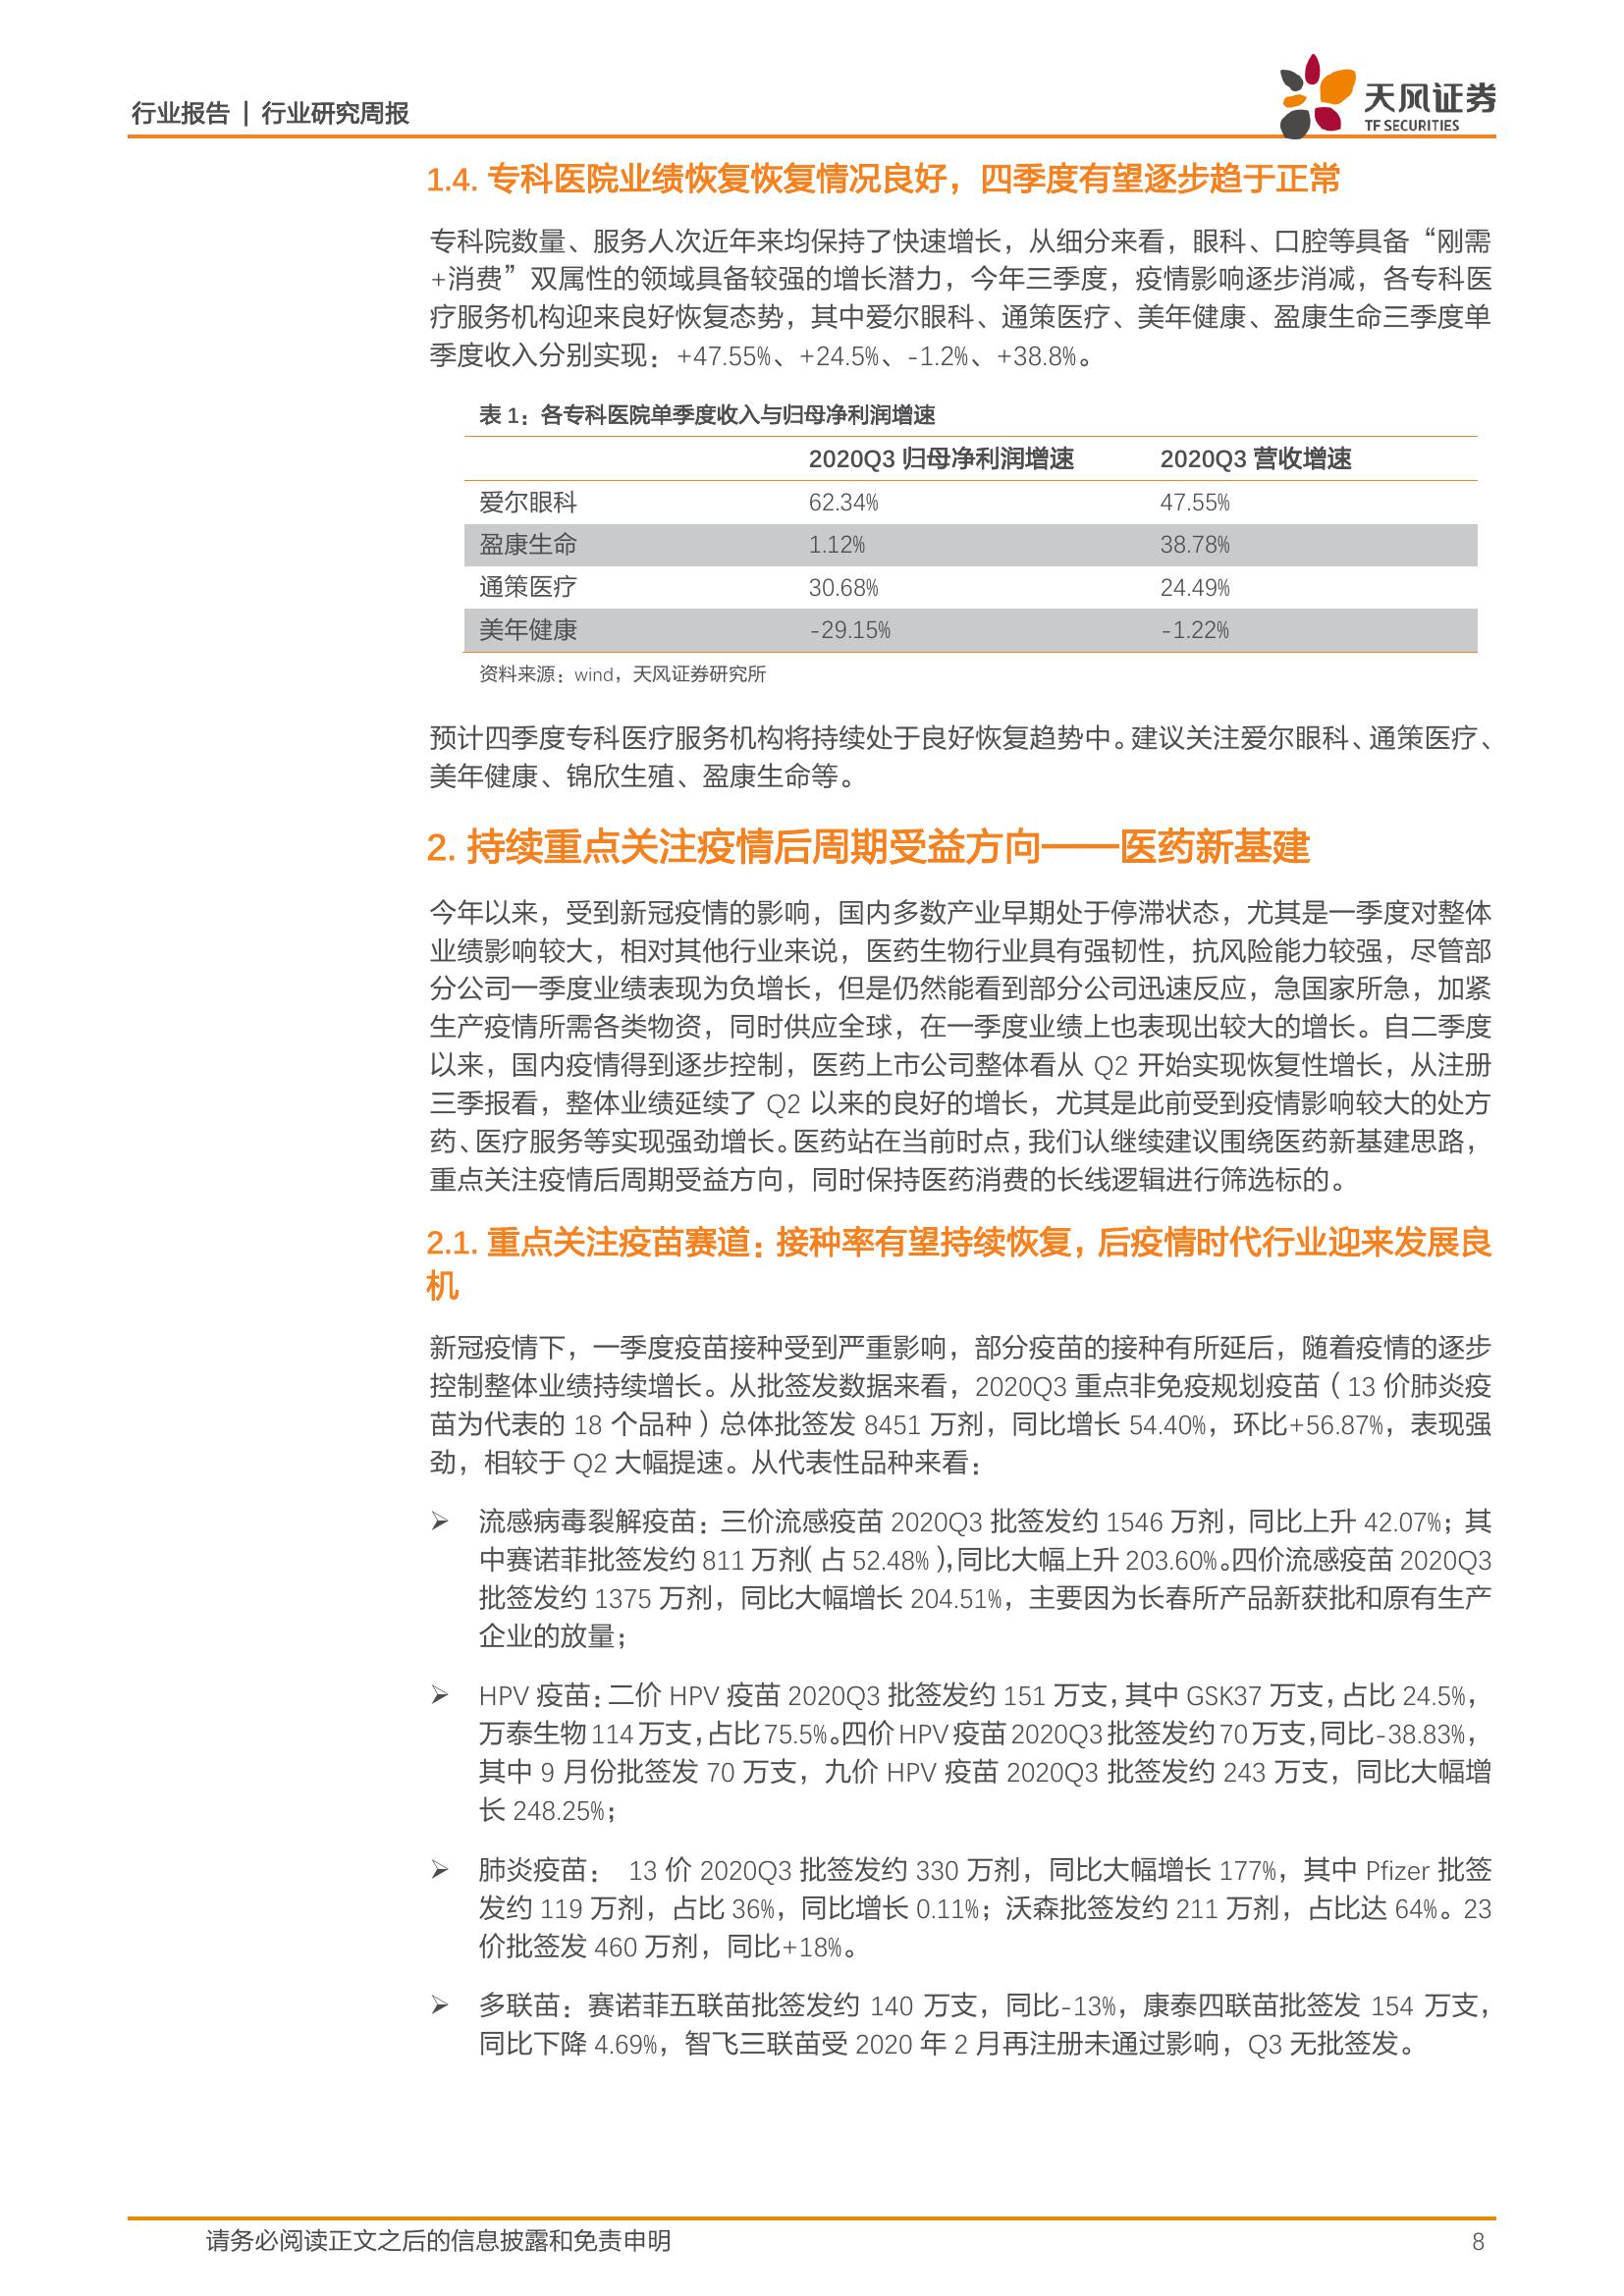 行业报告 | 行业研究周报
天风证券
TF SECURITIES
1.4. 专科医院业绩恢复恢复情况良好，四季度有望逐步趋于正常
专科院数量、服务人次近年来均保持了快速增长，从细分来看，眼科、口腔等具备“刚需
+消费”双属性的领域具备较强的增长潜力，今年三季度，疫情影响逐步消减，各专科医
疗服务机构迎来良好恢复态势，其中爱尔眼科、通策医疗、美年健康、盈康生命三季度单
季度收入分别实现：+47.55%、+24.5%、-1.2%、+38.8%。
表 1：各专科医院单季度收入与归母净利润增速
2020Q3 归母净利润增速 2020Q3 营收增速
爱尔眼科 62.34% 47.55%
盈康生命 1.12% 38.78%
通策医疗 30.68% 24.49%
美年健康 -29.15% -1.22%
资料来源：wind，天风证券研究所
预计四季度专科医疗服务机构将持续处于良好恢复趋势中。建议关注爱尔眼科、通策医疗、
美年健康、锦欣生殖、盈康生命等。
2. 持续重点关注疫情后周期受益方向——医药新基建
今年以来，受到新冠疫情的影响，国内多数产业早期处于停滞状态，尤其是一季度对整体
业绩影响较大，相对其他行业来说，医药生物行业具有强韧性，抗风险能力较强，尽管部
分公司一季度业绩表现为负增长，但是仍然能看到部分公司迅速反应，急国家所急，加紧
生产疫情所需各类物资，同时供应全球，在一季度业绩上也表现出较大的增长。自二季度
以来，国内疫情得到逐步控制，医药上市公司整体看从 Q2 开始实现恢复性增长，从注册
三季报看，整体业绩延续了 Q2 以来的良好的增长，尤其是此前受到疫情影响较大的处方
药、医疗服务等实现强劲增长。医药站在当前时点，我们认继续建议围绕医药新基建思路，
重点关注疫情后周期受益方向，同时保持医药消费的长线逻辑进行筛选标的。
2.1. 重点关注疫苗赛道：接种率有望持续恢复，后疫情时代行业迎来发展良
机
新冠疫情下，一季度疫苗接种受到严重影响，部分疫苗的接种有所延后，随着疫情的逐步
控制整体业绩持续增长。从批签发数据来看，2020Q3 重点非免疫规划疫苗（13 价肺炎疫
苗为代表的 18 个品种）总体批签发 8451 万剂，同比增长 54.40%，环比+56.87%，表现强
劲，相较于 Q2 大幅提速。从代表性品种来看：
➢ 流感病毒裂解疫苗：三价流感疫苗 2020Q3 批签发约 1546 万剂，同比上升 42.07%；其
中赛诺菲批签发约 811 万剂（占 52.48%），同比大幅上升 203.60%。四价流感疫苗 2020Q3
批签发约 1375 万剂，同比大幅增长 204.51%，主要因为长春所产品新获批和原有生产
企业的放量；
➢ HPV 疫苗：二价 HPV 疫苗 2020Q3 批签发约 151 万支，其中 GSK37 万支，占比 24.5%，
万泰生物 114 万支，占比 75.5%。四价 HPV 疫苗 2020Q3 批签发约 70 万支，同比-38.83%，
其中 9 月份批签发 70 万支，九价 HPV 疫苗 2020Q3 批签发约 243 万支，同比大幅增
长 248.25%；
➢ 肺炎疫苗： 13 价 2020Q3 批签发约 330 万剂，同比大幅增长 177%，其中 Pfizer 批签
发约 119 万剂，占比 36%，同比增长 0.11%；沃森批签发约 211 万剂，占比达 64%。23
价批签发 460 万剂，同比+18%。
➢ 多联苗：赛诺菲五联苗批签发约 140 万支，同比-13%，康泰四联苗批签发 154 万支，
同比下降 4.69%，智飞三联苗受 2020 年 2 月再注册未通过影响，Q3 无批签发。
请务必阅读正文之后的信息披露和免责申明 8